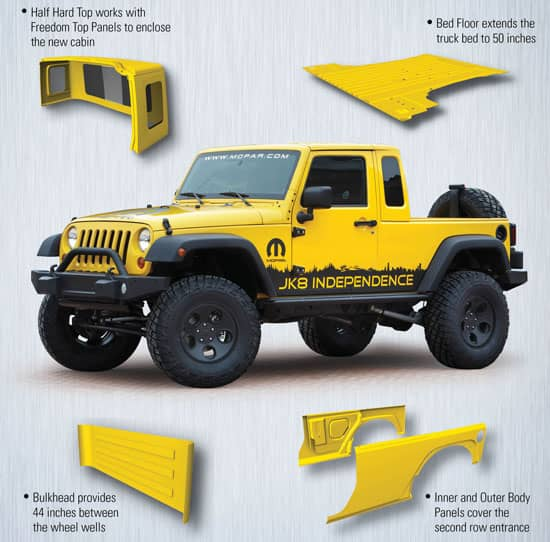 • Half Hard Top works with
Freedom Top Panels to enclose
the new cabin
• Bed Floor extends the
truck bed to 50 inches
WWW.MOPAR.COM
MOPAR
JK8 INDEPENDENCE
• Bulkhead provides
44 inches between
the wheel wells
• Inner and Outer Body
Panels cover the
second row entrance